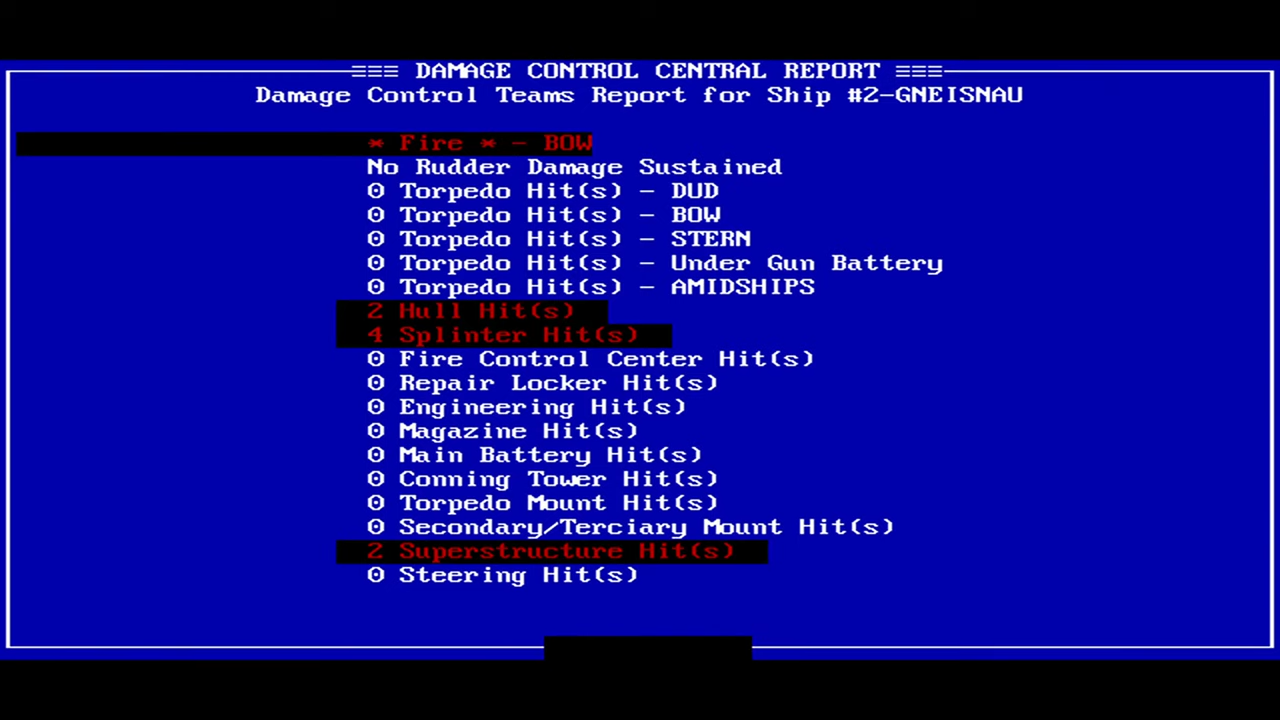 ≡≡≡ DAMAGE CONTROL CENTRAL REPORT ≡≡≡
Damage Control Teams Report for Ship #2-GNEISNAU
* Fire * - BOW
No Rudder Damage Sustained
0 Torpedo Hit(s) - DUD
0 Torpedo Hit(s) - BOW
0 Torpedo Hit(s) - STERN
0 Torpedo Hit(s) - Under Gun Battery
0 Torpedo Hit(s) - AMIDSHIPS
2 Hull Hit(s)
4 Splinter Hit(s)
0 Fire Control Center Hit(s)
0 Repair Locker Hit(s)
0 Engineering Hit(s)
0 Magazine Hit(s)
0 Main Battery Hit(s)
0 Conning Tower Hit(s)
0 Torpedo Mount Hit(s)
0 Secondary/Terciary Mount Hit(s)
2 Superstructure Hit(s)
0 Steering Hit(s)